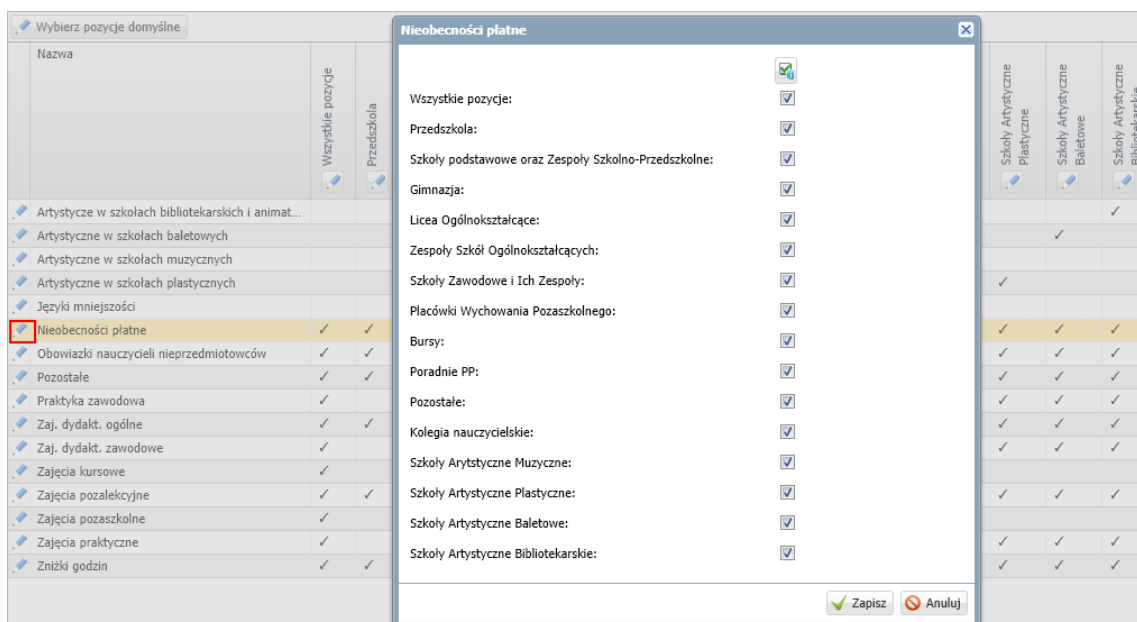 Wybierz pozycje domyślne
Nazwa
Wszystkie pozycje
Przedszkola
Szkoły Artystyczne
Plastyczne
Szkoły Artystyczne
Baletowe
Szkoły Artystyczne
Artystycze w szkołach bibliotekarskich i animat...
Artystyczne w szkołach baletowych
Artystyczne w szkołach muzycznych
Artystyczne w szkołach plastycznych
Języki mniejszości
Nieobecności płatne
Obowiazki nauczycieli nieprzedmiotowców
Pozostałe
Praktyka zawodowa
Zaj. dydakt. ogólne
Zaj. dydakt. zawodowe
Zajęcia kursowe
Zajęcia pozalekcyjne
Zajęcia pozaszkolne
Zajęcia praktyczne
Zniżki godzin
Nieobecności płatne
Wszystkie pozycje:
Przedszkola:
Szkoły podstawowe oraz Zespoły Szkolno-Przedszkolne:
Gimnazja:
Licea Ogólnokształcące:
Zespoły Szkół Ogólnokształcących:
Szkoły Zawodowe i Ich Zespoły:
Placówki Wychowania Pozaszkolnego:
Bursy:
Poradnie PP:
Pozostałe:
Kolegia nauczycielskie:
Szkoły Arytstyczne Muzyczne:
Szkoły Artystyczne Plastyczne:
Szkoły Artystyczne Baletowe:
Szkoły Artystyczne Bibliotekarskie:
Zapisz
Anuluj